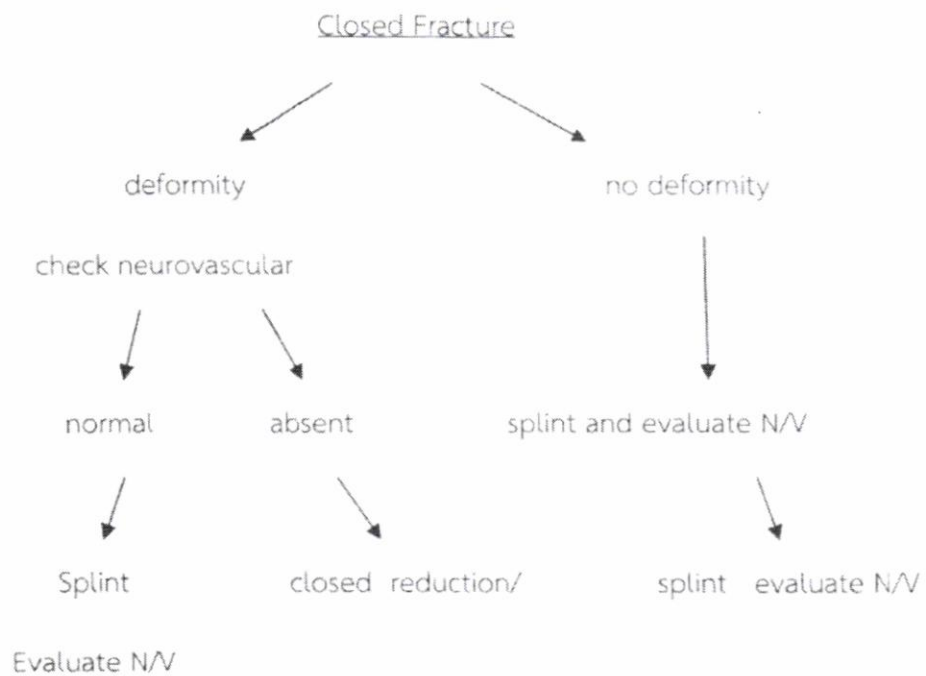 Closed Fracture
deformity
no deformity
check neurovascular
normal
absent
splint and evaluate N/V
Splint
closed reduction/
splint evaluate N/V
Evaluate N/V